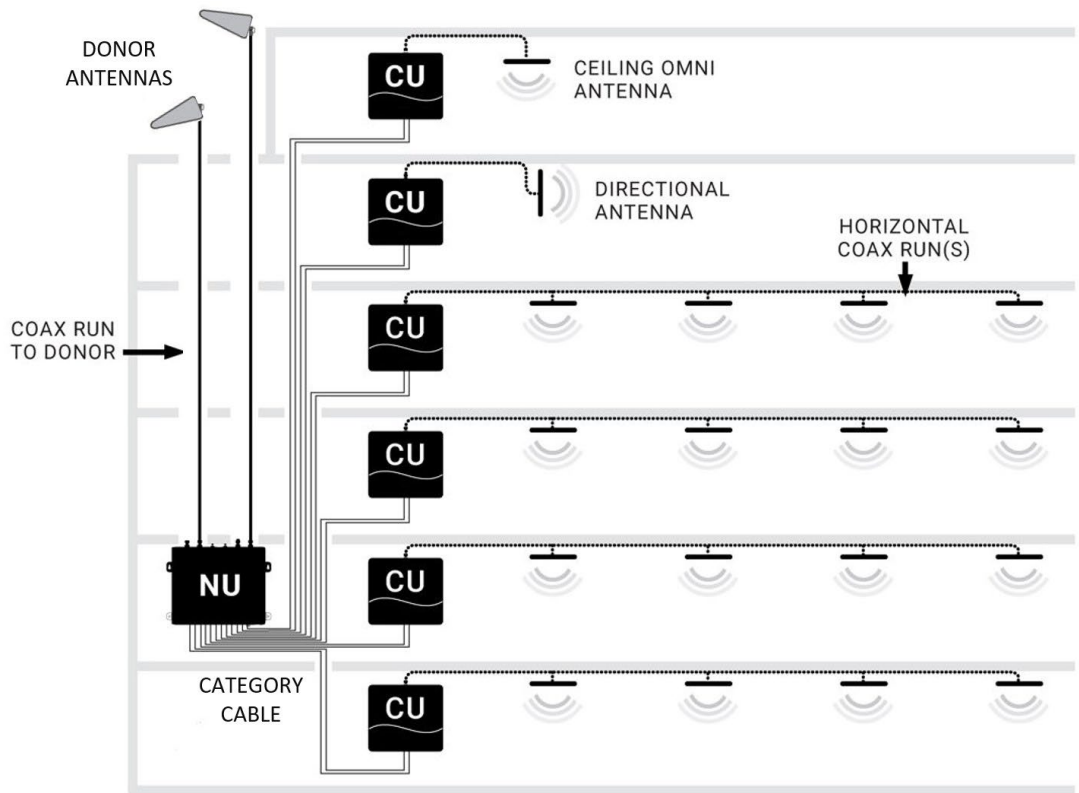 DONOR
ANTENNAS
CU
CEILING OMNI
ANTENNA
CU
DIRECTIONAL
ANTENNA
HORIZONTAL
COAX RUN(S)
COAX RUN
TO DONOR
CU
CU
NU
CU
CATEGORY
CABLE
CU